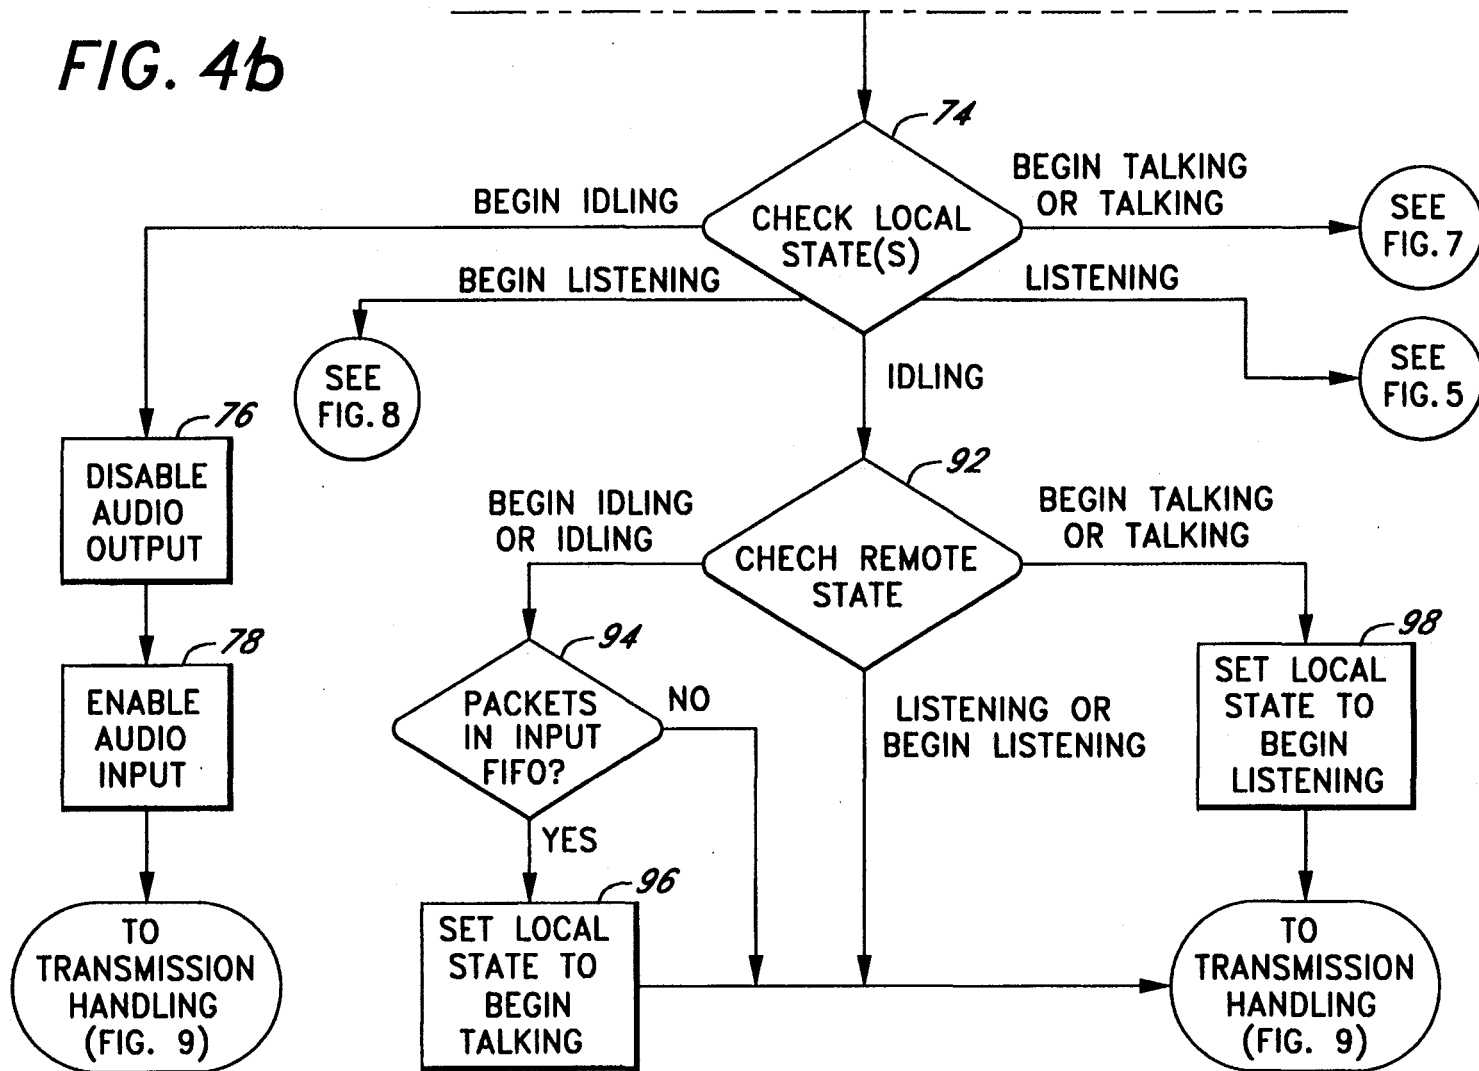 FIG. 4b
74
BEGIN IDLING
CHECK LOCAL
STATE(S)
BEGIN TALKING
OR TALKING
SEE
FIG. 7
BEGIN LISTENING
LISTENING
SEE
FIG. 8
IDLING
SEE
FIG. 5
76
DISABLE
AUDIO
OUTPUT
92
BEGIN IDLING
OR IDLING
CHECH REMOTE
STATE
BEGIN TALKING
OR TALKING
78
ENABLE
AUDIO
INPUT
94
PACKETS
IN INPUT
FIFO?
NO
YES
LISTENING OR
BEGIN LISTENING
98
SET LOCAL
STATE TO
BEGIN
LISTENING
TO
TRANSMISSION
HANDLING
(FIG. 9)
96
SET LOCAL
STATE TO
BEGIN
TALKING
TO
TRANSMISSION
HANDLING
(FIG. 9)